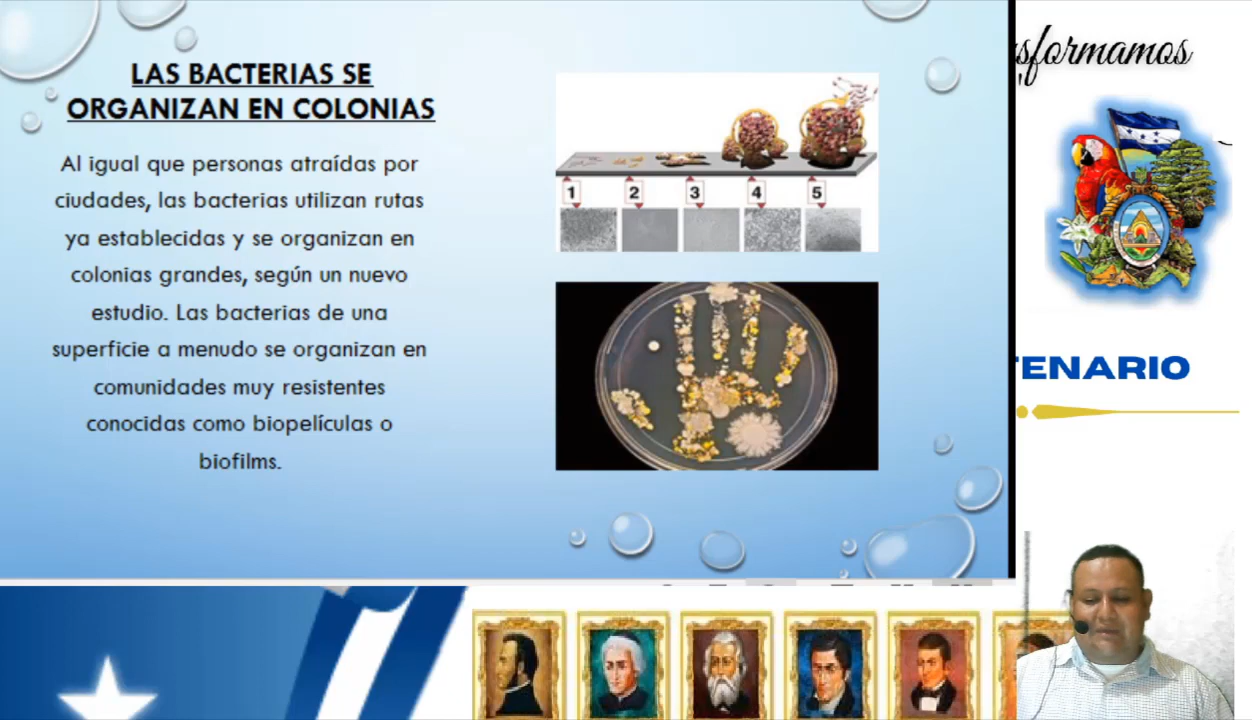 LAS BACTERIAS SE
ORGANIZAN EN COLONIAS
Al igual que personas atraídas por
ciudades, las bacterias utilizan rutas
ya establecidas y se organizan en
colonias grandes, según un nuevo
estudio. Las bacterias de una
superficie a menudo se organizan en
comunidades muy resistentes
conocidas como biopelículas o
biofilms.
1 2 3 4 5
sformamos
TENARIO